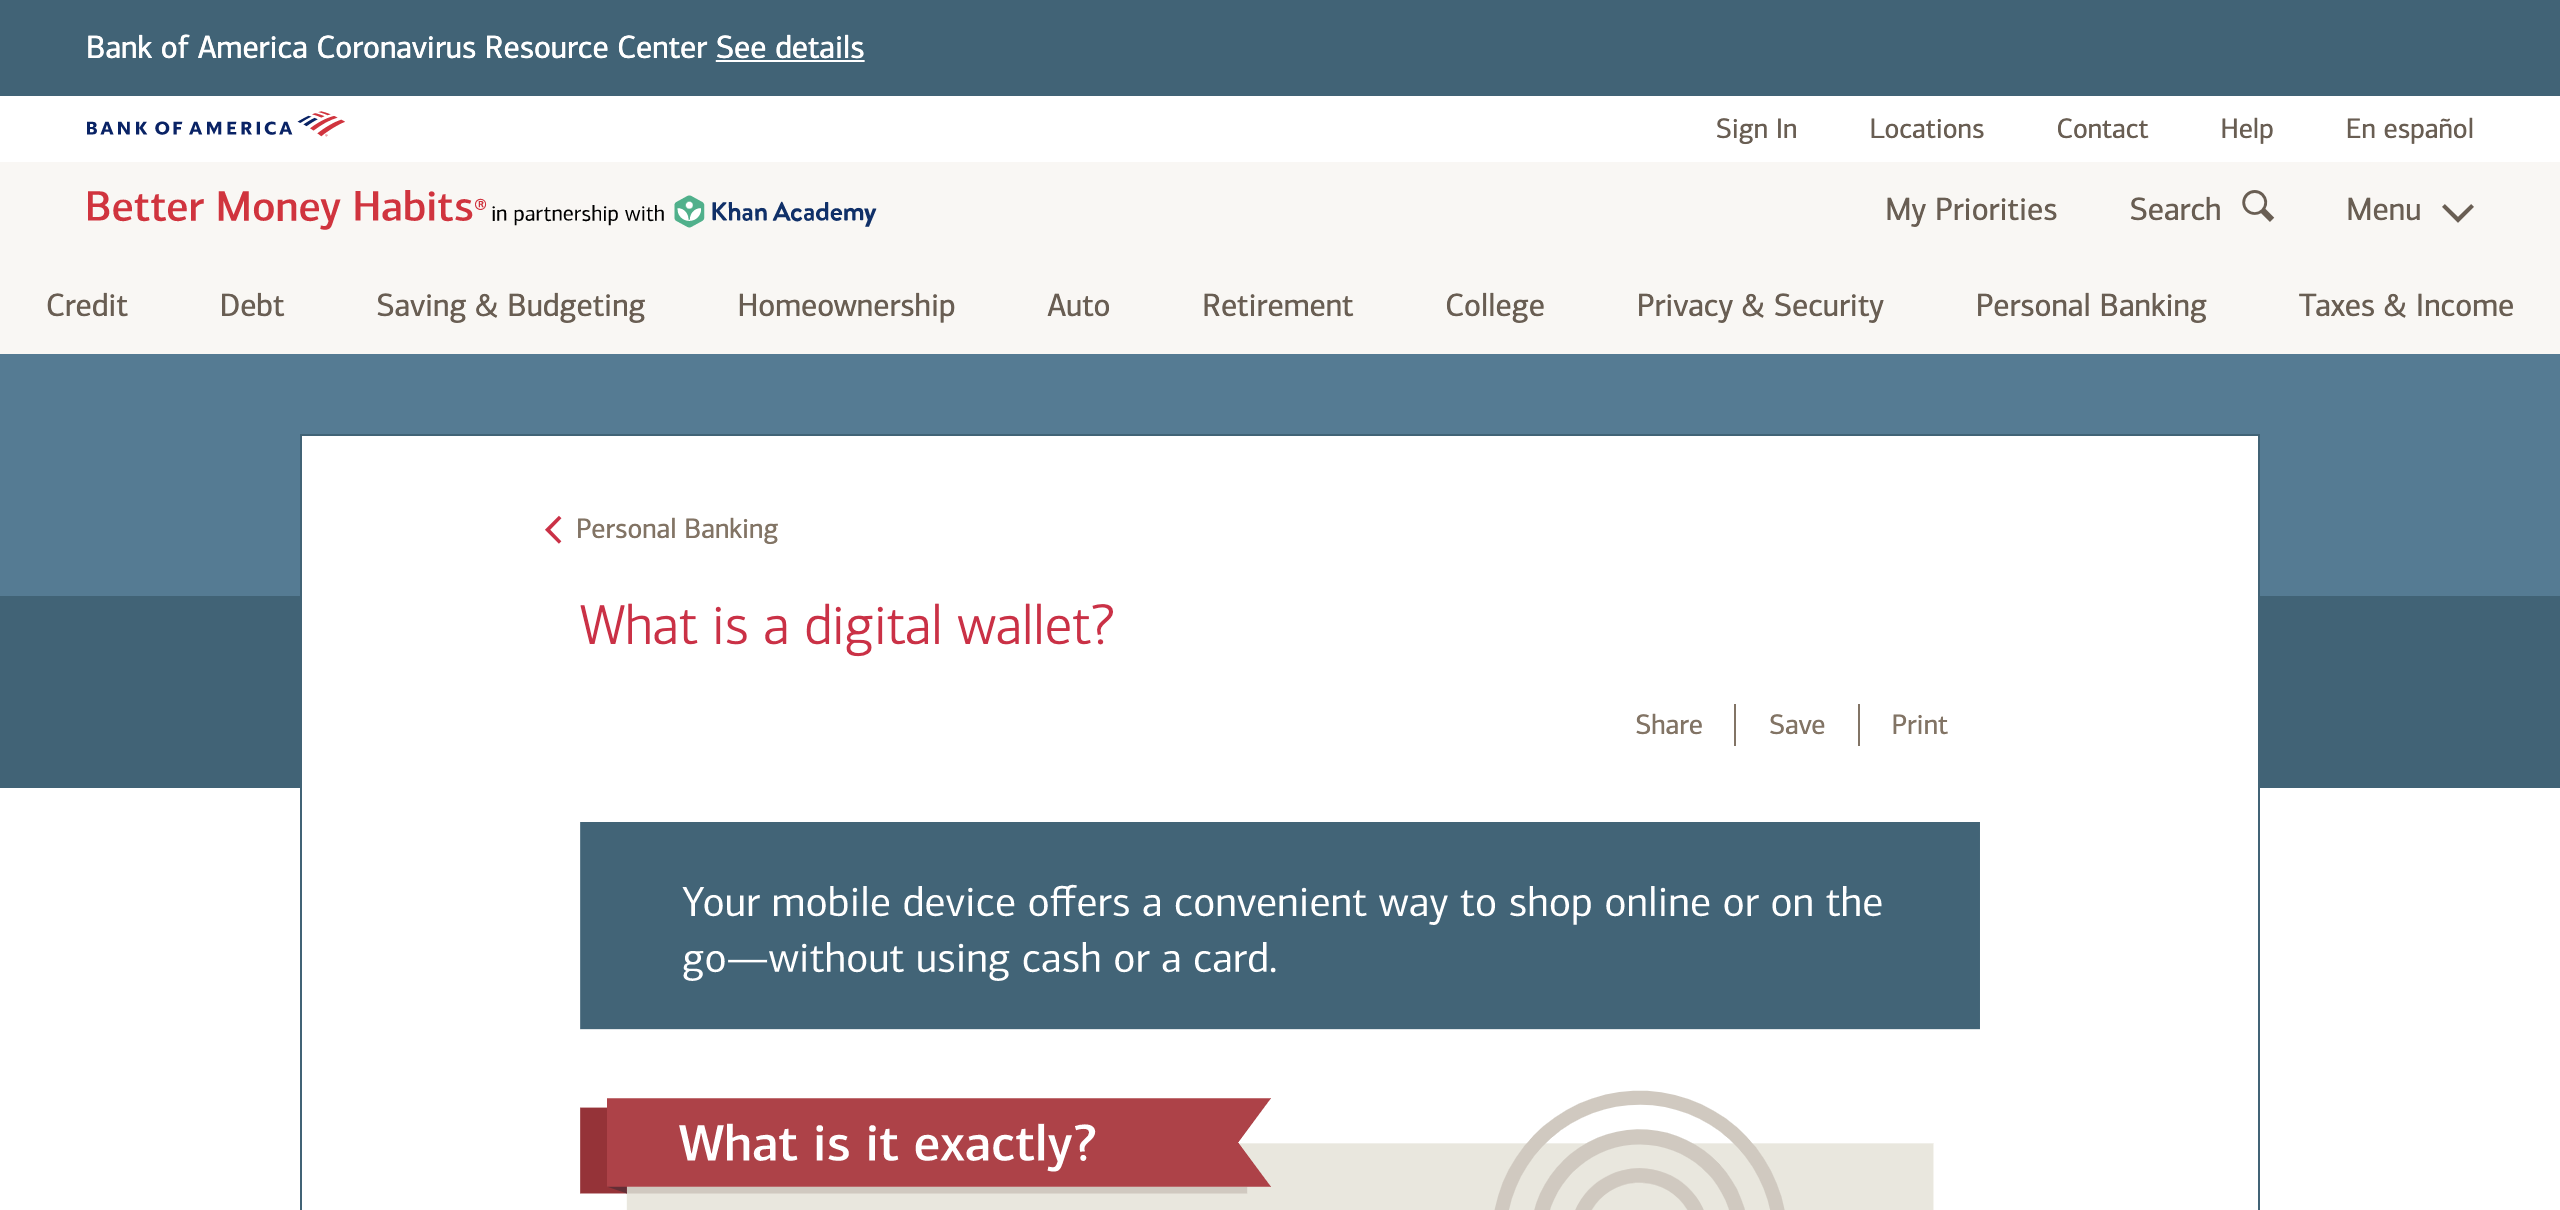 Bank of America Coronavirus Resource Center See details
BANK OF AMERICA
Sign In Locations Contact Help En español
Better Money Habits® in partnership with Khan Academy
My Priorities Search Menu
Credit Debt Saving & Budgeting Homeownership Auto Retirement College Privacy & Security Personal Banking Taxes & Income
Personal Banking
What is a digital wallet?
Share Save Print
Your mobile device offers a convenient way to shop online or on the
go—without using cash or a card.
What is it exactly?